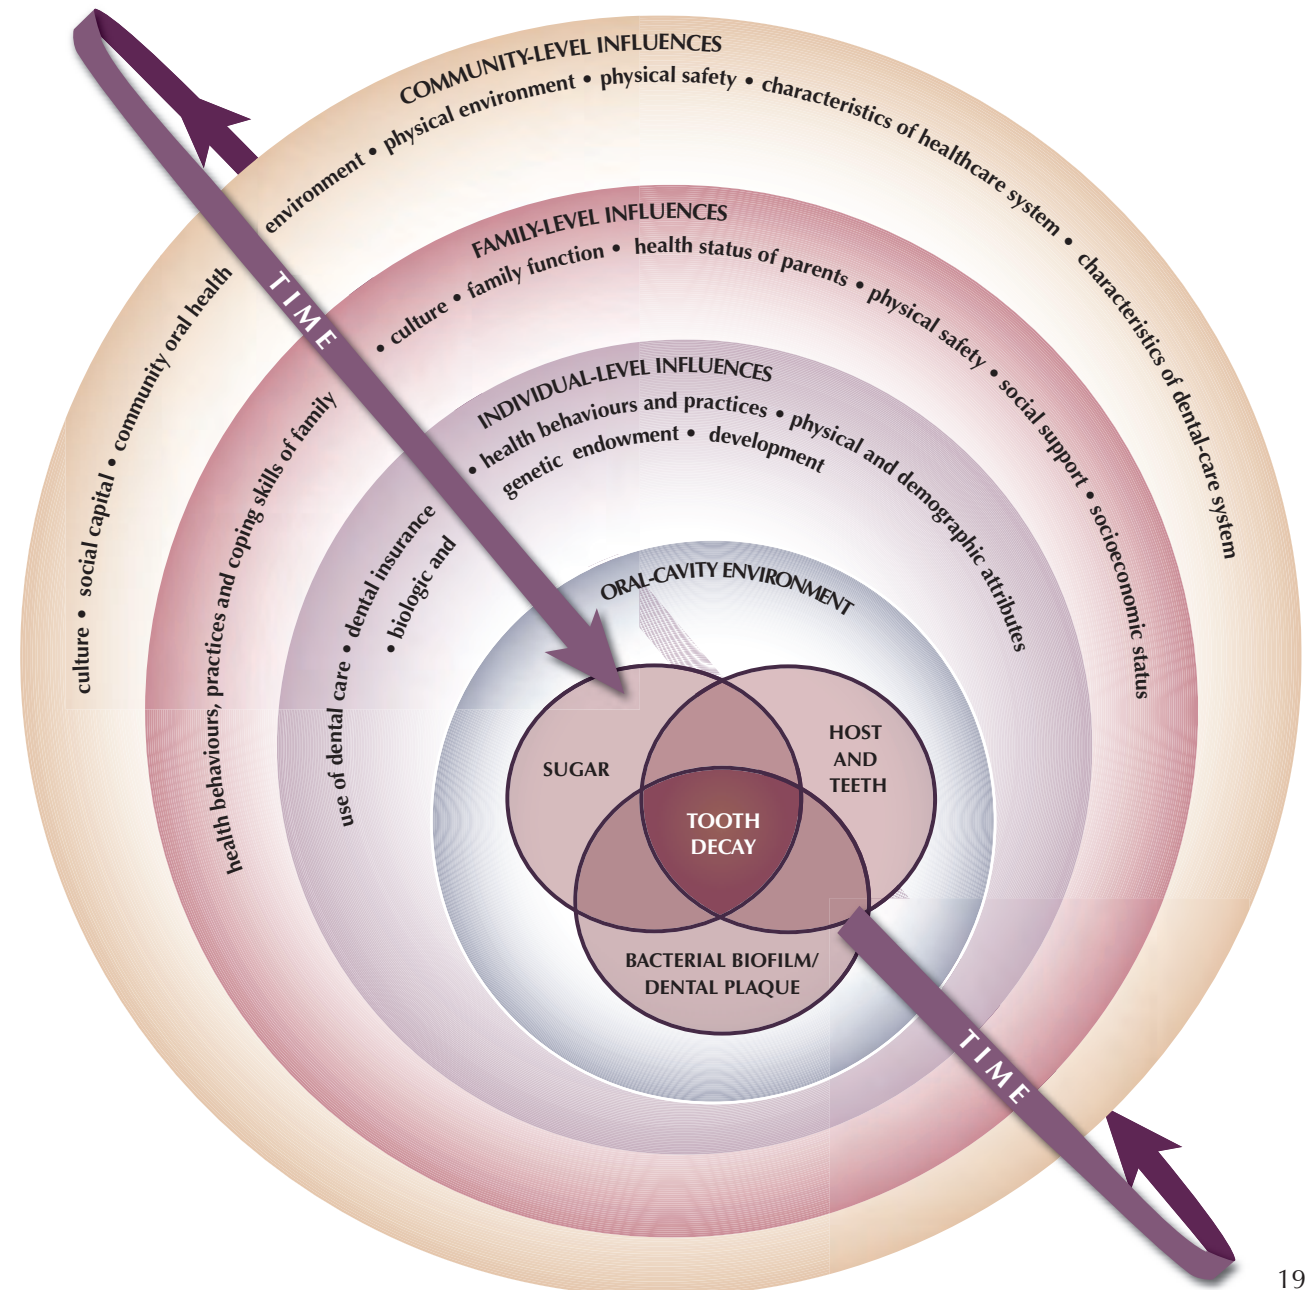 COMMUNITY-LEVEL INFLUENCES
culture • social capital • community oral health environment • physical environment • physical safety • characteristics of healthcare system • characteristics of dental-care system
FAMILY-LEVEL INFLUENCES
health behaviours, practices and coping skills of family • culture • family function • health status of parents • physical safety • social support • socioeconomic status
INDIVIDUAL-LEVEL INFLUENCES
use of dental care • dental insurance • health behaviours and practices • physical and demographic attributes
• biologic and genetic endowment • development
ORAL-CAVITY ENVIRONMENT
TIME
SUGAR
HOST
AND
TEETH
TOOTH
DECAY
BACTERIAL BIOFILM/
DENTAL PLAQUE
TIME
19